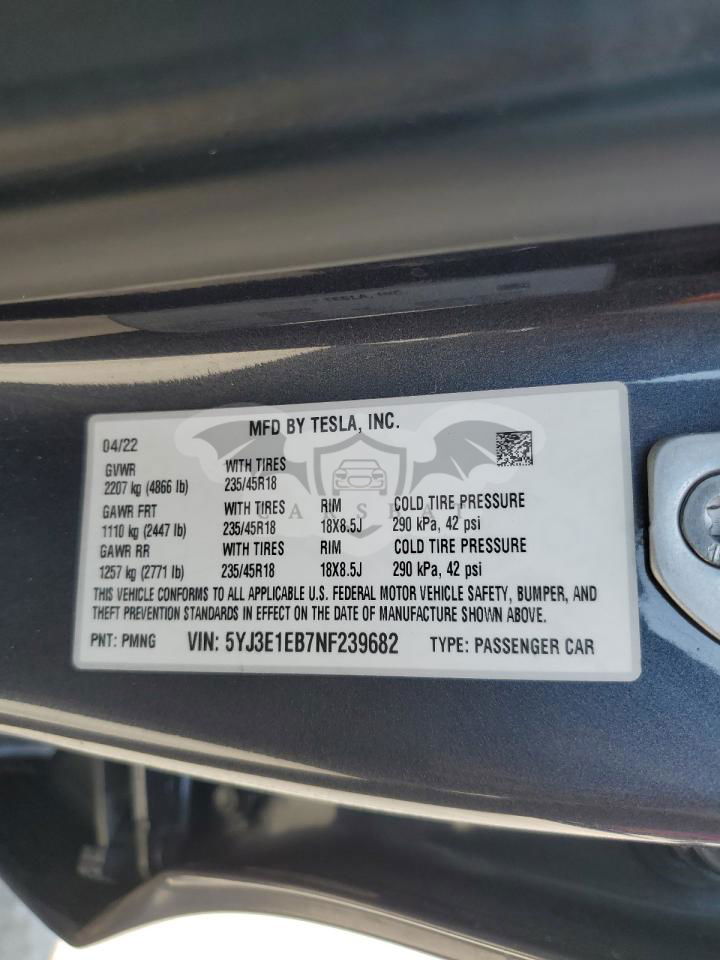 MFD BY TESLA, INC.
04/22
GVWR WITH TIRES
2207 kg (4866 lb) 235/45R18
GAWR FRT WITH TIRES RIM COLD TIRE PRESSURE
1110 kg (2447 lb) 235/45R18 18X8.5J 290 kPa, 42 psi
GAWR RR WITH TIRES RIM COLD TIRE PRESSURE
1257 kg (2771 lb) 235/45R18 18X8.5J 290 kPa, 42 psi
THIS VEHICLE CONFORMS TO ALL APPLICABLE U.S. FEDERAL MOTOR VEHICLE SAFETY, BUMPER, AND
THEFT PREVENTION STANDARDS IN EFFECT ON THE DATE OF MANUFACTURE SHOWN ABOVE.
PNT: PMNG VIN: 5YJ3E1EB7NF239682 TYPE: PASSENGER CAR